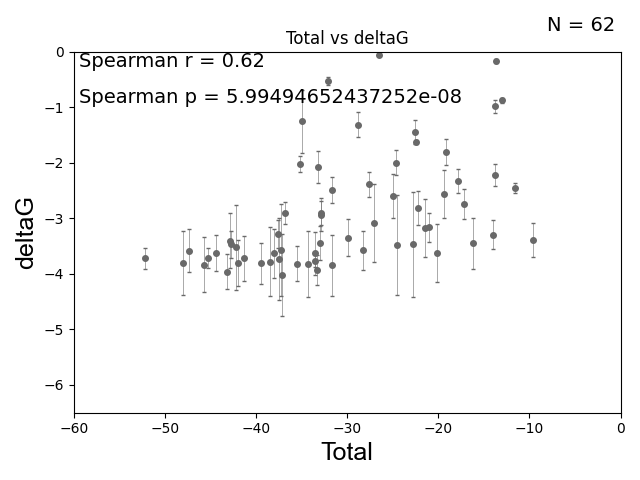 N = 62
Total vs deltaG
Spearman r = 0.62
Spearman p = 5.99494652437252e-08
0
−1
−2
−3
−4
−5
−6
deltaG
−60 −50 −40 −30 −20 −10 0
Total